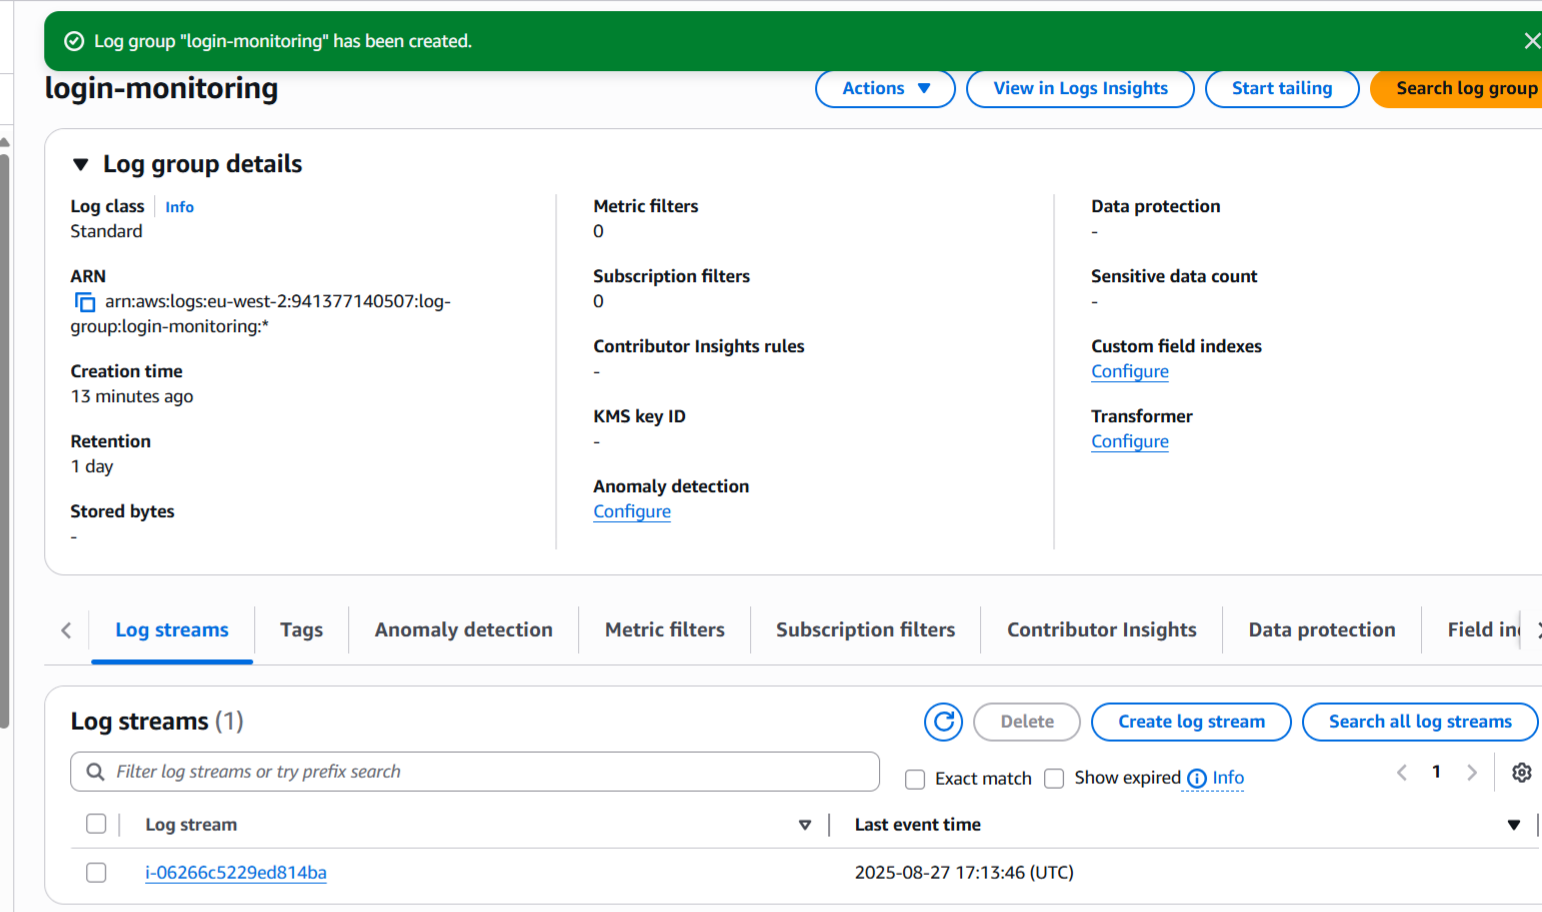 Log group "login-monitoring" has been created.
login-monitoring
Actions
View in Logs Insights
Start tailing
Search log group
Log group details
Log class
Info
Standard
ARN
arn:aws:logs:eu-west-2:941377140507:log-
group:login-monitoring:*
Creation time
13 minutes ago
Retention
1 day
Stored bytes
-
Metric filters
0
Subscription filters
0
Contributor Insights rules
-
KMS key ID
-
Anomaly detection
Configure
Data protection
-
Sensitive data count
-
Custom field indexes
Configure
Transformer
Configure
Log streams
Tags
Anomaly detection
Metric filters
Subscription filters
Contributor Insights
Data protection
Field in
Log streams (1)
Delete
Create log stream
Search all log streams
Filter log streams or try prefix search
Exact match
Show expired
Info
1
Log stream
Last event time
i-06266c5229ed814ba
2025-08-27 17:13:46 (UTC)